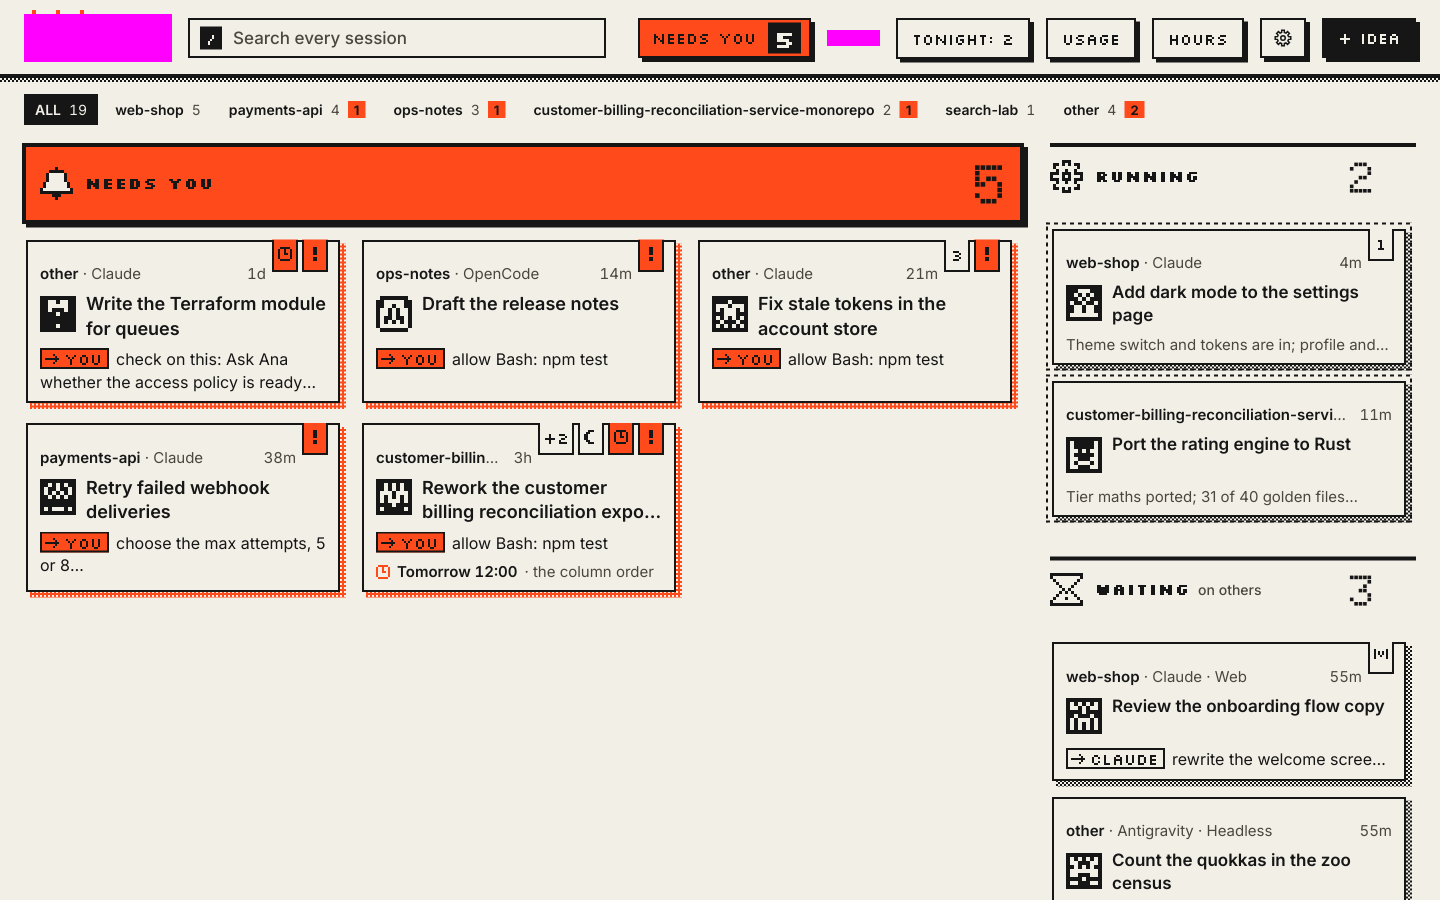 / Search every session
NEEDS YOU 5
TONIGHT: 2
USAGE
HOURS
+ IDEA
ALL 19
web-shop 5
payments-api 4 1
ops-notes 3 1
customer-billing-reconciliation-service-monorepo 2 1
search-lab 1
other 4 2
NEEDS YOU 5
other · Claude 1d !
Write the Terraform module
for queues
→ YOU check on this: Ask Ana
whether the access policy is ready...
ops-notes · OpenCode 14m !
Draft the release notes
→ YOU allow Bash: npm test
other · Claude 21m 3 !
Fix stale tokens in the
account store
→ YOU allow Bash: npm test
payments-api · Claude 38m !
Retry failed webhook
deliveries
→ YOU choose the max attempts, 5
or 8...
customer-billin... 3h +2 !
Rework the customer
billing reconciliation expo...
→ YOU allow Bash: npm test
Tomorrow 12:00 · the column order
RUNNING 2
web-shop · Claude 4m 1
Add dark mode to the settings
page
Theme switch and tokens are in; profile and...
customer-billing-reconciliation-servi... 11m
Port the rating engine to Rust
Tier maths ported; 31 of 40 golden files...
WAITING on others 3
web-shop · Claude · Web 55m
Review the onboarding flow copy
→ CLAUDE rewrite the welcome scree...
other · Antigravity · Headless 55m
Count the quokkas in the zoo
census